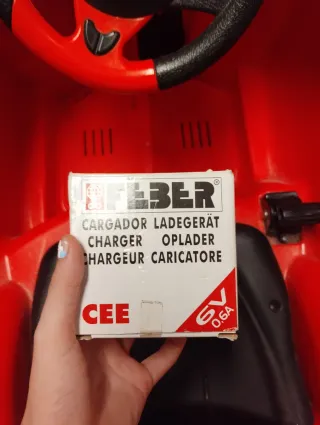 FEBER®
CARGADOR LADEGERÄT
CHARGER OPLADER
CHARGEUR CARICATORE
CEE
6V
0.6A